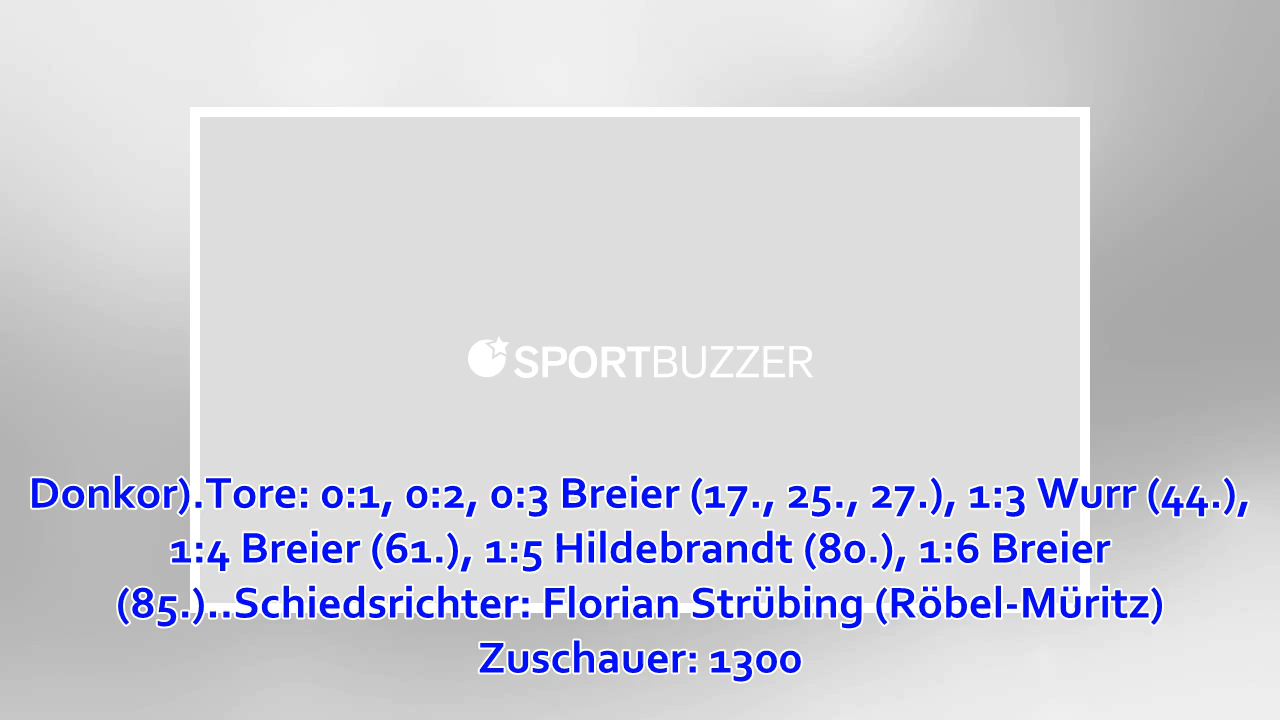 SPORTBUZZER
Donkor).Tore: 0:1, 0:2, 0:3 Breier (17., 25., 27.), 1:3 Wurr (44.),
1:4 Breier (61.), 1:5 Hildebrandt (80.), 1:6 Breier
(85.)..Schiedsrichter: Florian Strübing (Röbel-Müritz)
Zuschauer: 1300